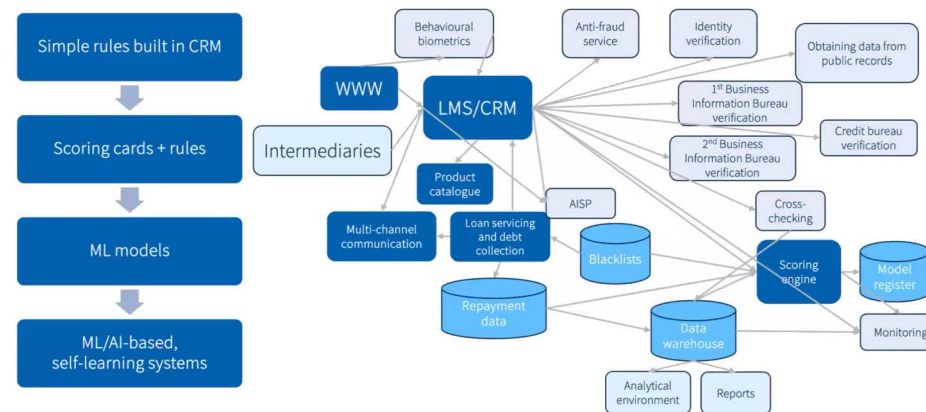 Simple rules built in CRM
Scoring cards + rules
ML models
ML/AI-based,
self-learning systems
Behavioural
biometrics
Anti-fraud
service
Identity
verification
Obtaining data from
public records
WWW
LMS/CRM
1st Business
Information Bureau
verification
Credit bureau
verification
Intermediaries
2nd Business
Information Bureau
verification
Product
catalogue
AISP
Cross-
checking
Multi-channel
communication
Loan servicing
and debt
collection
Blacklists
Scoring
engine
Model
register
Repayment
data
Data
warehouse
Monitoring
Analytical
environment
Reports